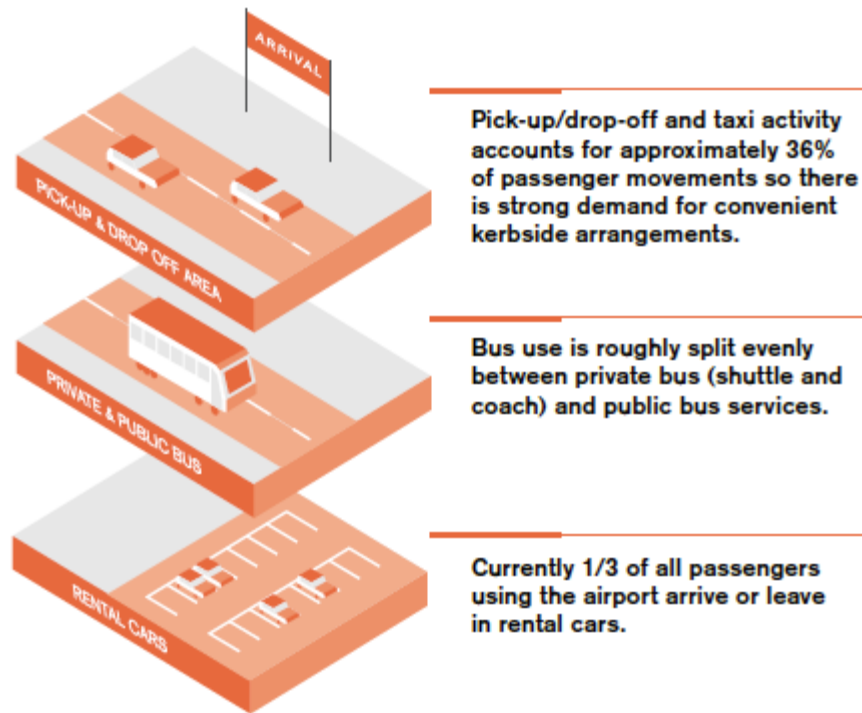 ARRIVAL
PICK-UP & DROP OFF AREA
Pick-up/drop-off and taxi activity
accounts for approximately 36%
of passenger movements so there
is strong demand for convenient
kerbside arrangements.
PRIVATE & PUBLIC BUS
Bus use is roughly split evenly
between private bus (shuttle and
coach) and public bus services.
RENTAL CARS
Currently 1/3 of all passengers
using the airport arrive or leave
in rental cars.